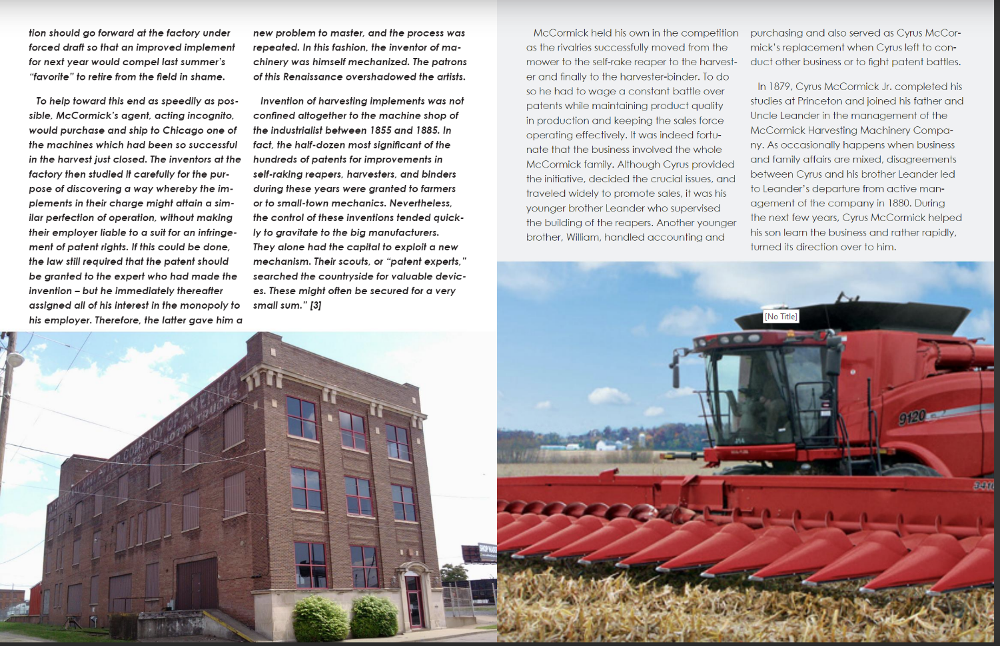 tion should go forward at the factory under
forced draft so that an improved implement
for next year would compel last summer's
“favorite” to retire from the field in shame.
To help toward this end as speedily as pos-
sible, McCormick's agent, acting incognito,
would purchase and ship to Chicago one of
the machines which had been so successful
in the harvest just closed. The inventors at the
factory then studied it carefully for the pur-
pose of discovering a way whereby the im-
plements in their charge might attain a sim-
ilar perfection of operation, without making
their employer liable to a suit for an infringe-
ment of patent rights. If this could be done,
the law still required that the patent should
be granted to the expert who had made the
invention – but he immediately thereafter
assigned all of his interest in the monopoly to
his employer. Therefore, the latter gave him a
new problem to master, and the process was
repeated. In this fashion, the inventor of ma-
chinery was himself mechanized. The patrons
of this Renaissance overshadowed the artists.
Invention of harvesting implements was not
confined altogether to the machine shop of
the industrialist between 1855 and 1885. In
fact, the half-dozen most significant of the
hundreds of patents for improvements in
self-raking reapers, harvesters, and binders
during these years were granted to farmers
or to small-town mechanics. Nevertheless,
the control of these inventions tended quick-
ly to gravitate to the big manufacturers.
They alone had the capital to exploit a new
mechanism. Their scouts, or “patent experts,”
searched the countryside for valuable devic-
es. These might often be secured for a very
small sum.” [3]
McCormick held his own in the competition
as the rivalries successfully moved from the
mower to the self-rake reaper to the harvest-
er and finally to the harvester-binder. To do
so he had to wage a constant battle over
patents while maintaining product quality
in production and keeping the sales force
operating effectively. It was indeed fortu-
nate that the business involved the whole
McCormick family. Although Cyrus provided
the initiative, decided the crucial issues, and
traveled widely to promote sales, it was his
younger brother Leander who supervised
the building of the reapers. Another younger
brother, William, handled accounting and
purchasing and also served as Cyrus McCor-
mick's replacement when Cyrus left to con-
duct other business or to fight patent battles.
In 1879, Cyrus McCormick Jr. completed his
studies at Princeton and joined his father and
Uncle Leander in the management of the
McCormick Harvesting Machinery Compa-
ny. As occasionally happens when business
and family affairs are mixed, disagreements
between Cyrus and his brother Leander led
to Leander's departure from active man-
agement of the company in 1880. During
the next few years, Cyrus McCormick helped
his son learn the business and rather rapidly,
turned its direction over to him.
[No Title]
COMPANY OF AMERICA
MOTOR TRUCKS
SHOP
9120